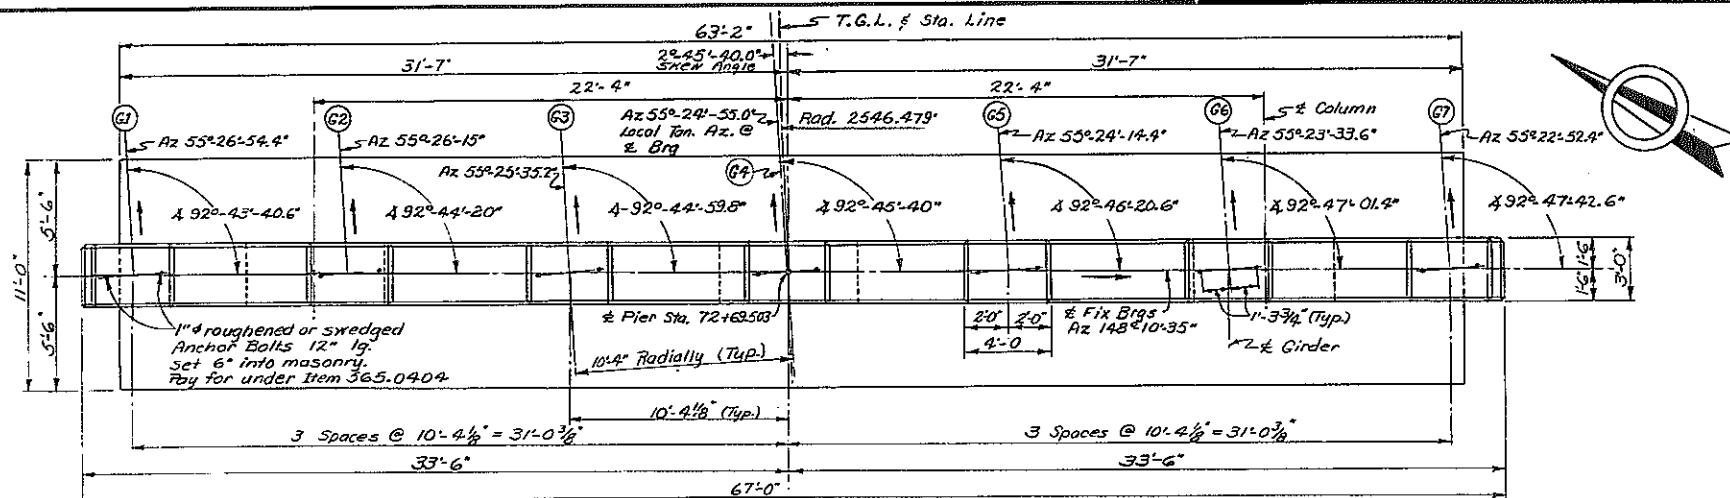 T.G.L. & Sta. Line
63'-2"
2°-45'-40.0"
Skew Angle
31'-7"
31'-7"
22'-4"
22'-4"
℄ Column
G1
G2
G3
G5
G6
G7
Az 55°-24'-55.0"
Local Tan. Az. @
℄ Brg
Rad. 2546.479'
Az 55°-26'-54.4"
Az 55°-26'-15"
Az 55°-25'-35.2"
G4
Az 55°-24'-14.4"
Az 55°-23'-33.6"
Az 55°-22'-52.4"
∡ 92°-43'-40.6"
∡ 92°-44'-20"
∡ 92°-44'-59.8"
∡ 92°-45'-40"
∡ 92°-46'-20.6"
∡ 92°-47'-01.4"
∡ 92°-47'-42.6"
11'-0"
5'-6"
5'-6"
1'-6"
1'-6"
3'-0"
1"ø roughened or swedged
Anchor Bolts 12" lg.
set 6" into masonry.
Pay for under Item 365.0404
℄ Pier Sta. 72+69.503
10'-4" Radially (Typ.)
2'-0"
2'-0"
4'-0
℄ Fix Brgs
Az 148°10'-35"
1'-3¾" (Typ.)
℄ Girder
10'-4⅛" (Typ.)
3 Spaces @ 10'-4⅛" = 31'-0⅜"
3 Spaces @ 10'-4⅛" = 31'-0⅜"
33'-6"
33'-6"
67'-0"